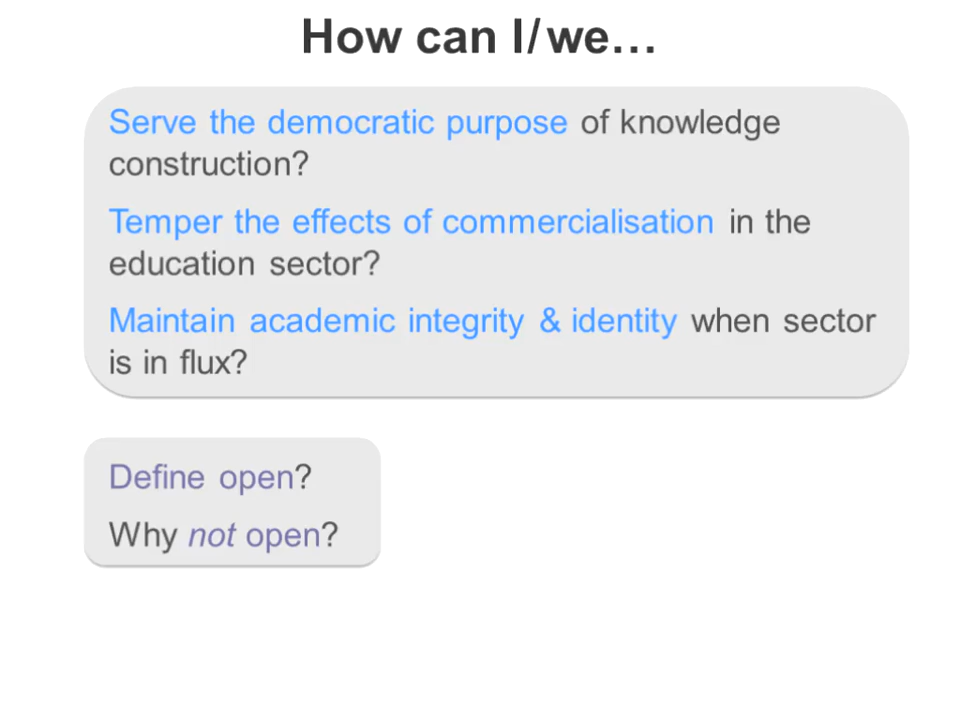 How can I/we…
Serve the democratic purpose of knowledge
construction?
Temper the effects of commercialisation in the
education sector?
Maintain academic integrity & identity when sector
is in flux?
Define open?
Why not open?